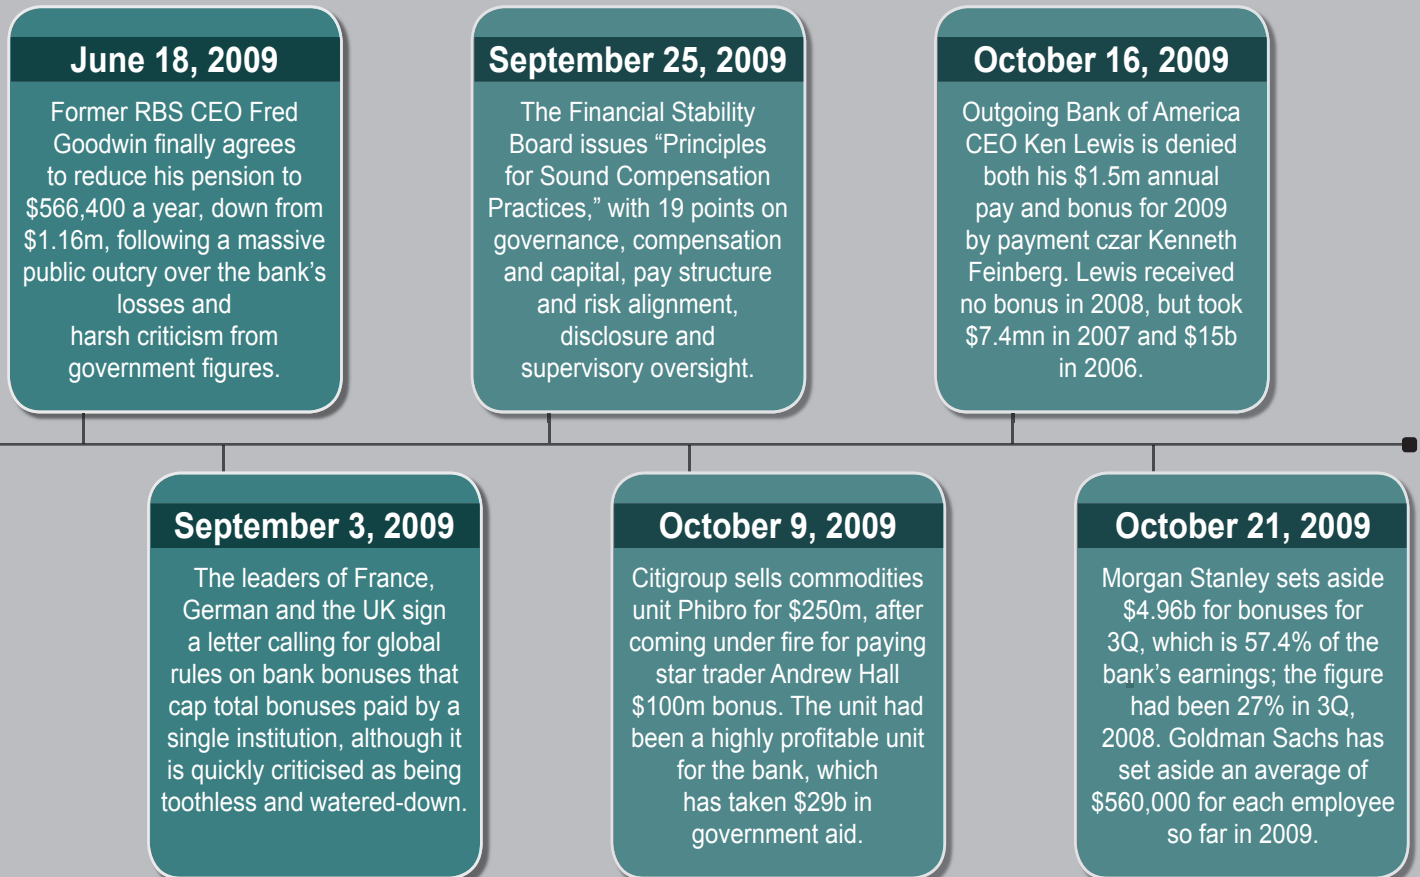 June 18, 2009
Former RBS CEO Fred
Goodwin finally agrees
to reduce his pension to
$566,400 a year, down from
$1.16m, following a massive
public outcry over the bank’s
losses and
harsh criticism from
government figures.
September 3, 2009
The leaders of France,
German and the UK sign
a letter calling for global
rules on bank bonuses that
cap total bonuses paid by a
single institution, although it
is quickly criticised as being
toothless and watered-down.
September 25, 2009
The Financial Stability
Board issues “Principles
for Sound Compensation
Practices,” with 19 points on
governance, compensation
and capital, pay structure
and risk alignment,
disclosure and
supervisory oversight.
October 9, 2009
Citigroup sells commodities
unit Phibro for $250m, after
coming under fire for paying
star trader Andrew Hall
$100m bonus. The unit had
been a highly profitable unit
for the bank, which
has taken $29b in
government aid.
October 16, 2009
Outgoing Bank of America
CEO Ken Lewis is denied
both his $1.5m annual
pay and bonus for 2009
by payment czar Kenneth
Feinberg. Lewis received
no bonus in 2008, but took
$7.4mn in 2007 and $15b
in 2006.
October 21, 2009
Morgan Stanley sets aside
$4.96b for bonuses for
3Q, which is 57.4% of the
bank’s earnings; the figure
had been 27% in 3Q,
2008. Goldman Sachs has
set aside an average of
$560,000 for each employee
so far in 2009.